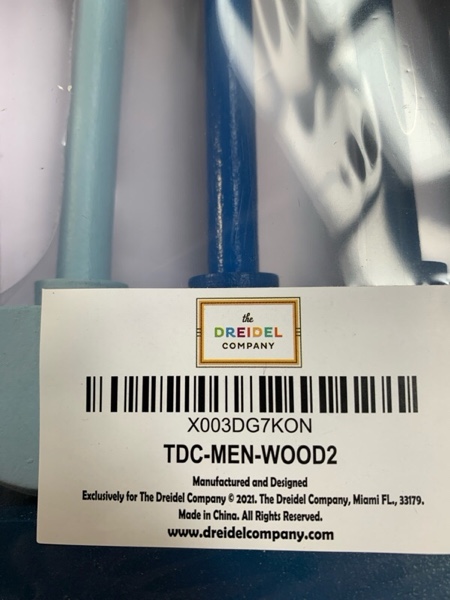 the
DREIDEL
COMPANY
X003DG7KON
TDC-MEN-WOOD2
Manufactured and Designed
Exclusively for The Dreidel Company © 2021. The Dreidel Company, Miami FL., 33179.
Made in China. All Rights Reserved.
www.dreidelcompany.com